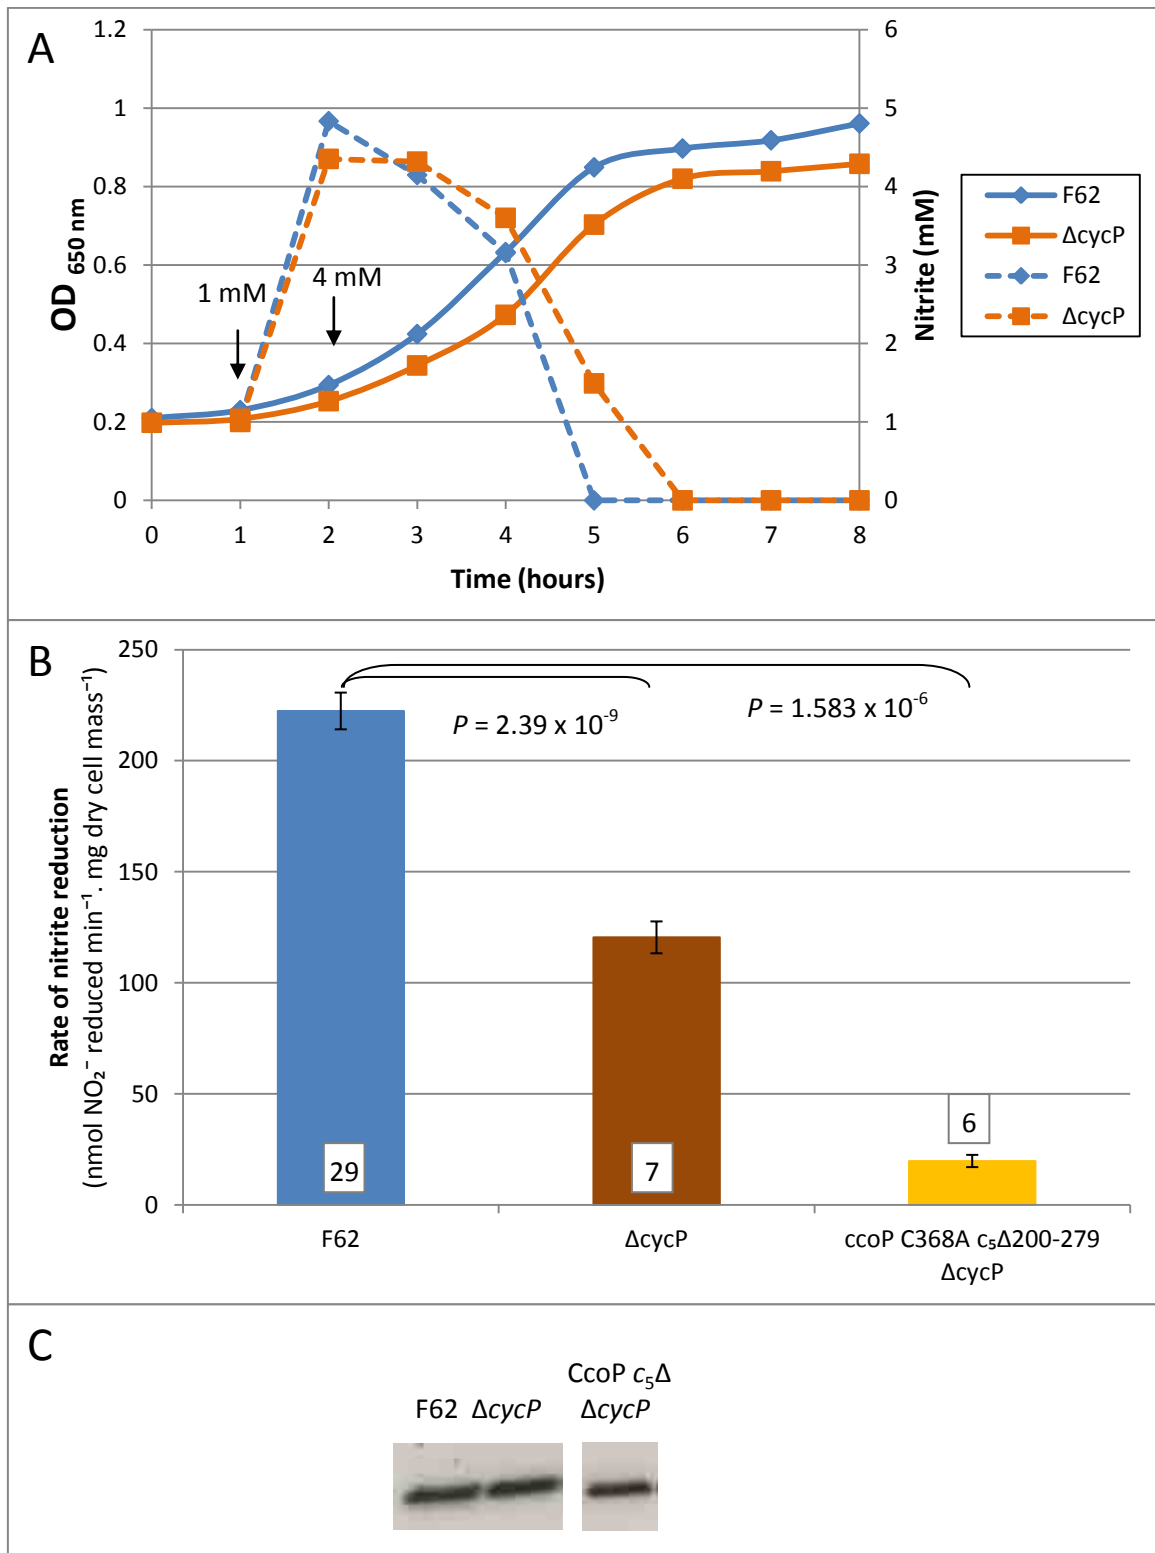 A
1.2
1
0.8
0.6
0.4
0.2
0
OD 650 nm
6
5
4
3
2
1
0
Nitrite (mM)
1 mM
4 mM
0 1 2 3 4 5 6 7 8
Time (hours)
F62
ΔcycP
F62
ΔcycP
B
250
200
150
100
50
0
Rate of nitrite reduction
(nmol NO₂⁻ reduced min⁻¹. mg dry cell mass⁻¹)
P = 2.39 x 10⁻⁹
P = 1.583 x 10⁻⁶
29
7
6
F62
ΔcycP
ccoP C368A c₅Δ200-279
ΔcycP
C
CcoP c₅Δ
F62 ΔcycP ΔcycP